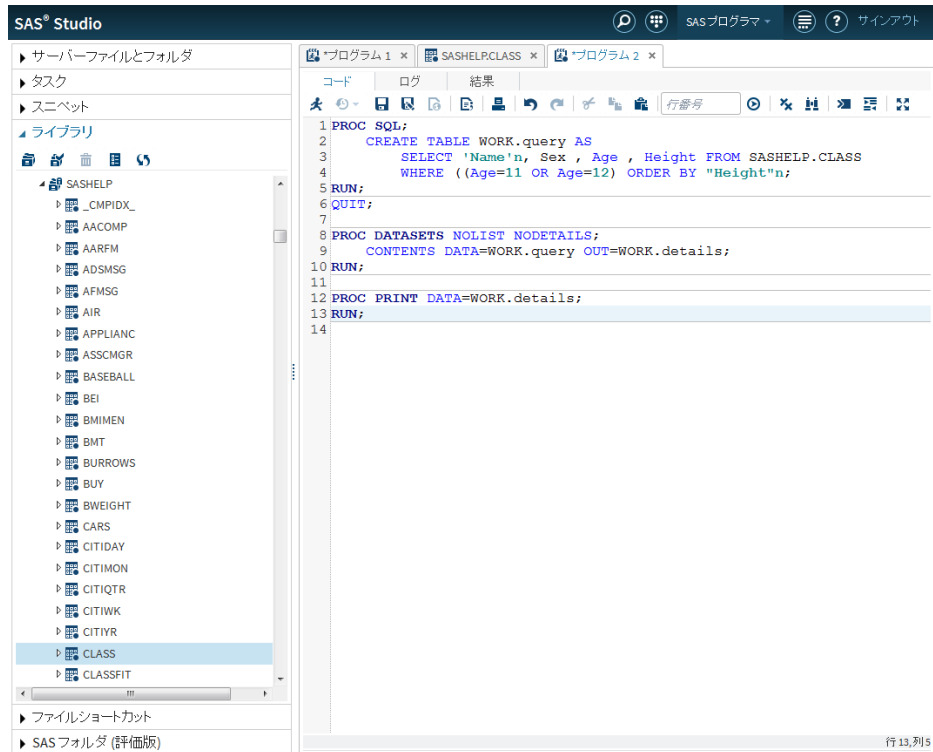 SAS® Studio
SASプログラマ
サインアウト
サーバーファイルとフォルダ
タスク
スニペット
ライブラリ
SASHELP
_CMPIDX_
AACOMP
AARFM
ADSMSG
AFMSG
AIR
APPLIANC
ASSCMGR
BASEBALL
BEI
BMIMEN
BMT
BURROWS
BUY
BWEIGHT
CARS
CITIDAY
CITIMON
CITIQTR
CITIWK
CITIYR
CLASS
CLASSFIT
ファイルショートカット
SASフォルダ (評価版)
*プログラム 1 × SASHELP.CLASS × *プログラム 2 ×
コード ログ 結果
行番号
1 PROC SQL;
2 CREATE TABLE WORK.query AS
3 SELECT 'Name'n, Sex , Age , Height FROM SASHELP.CLASS
4 WHERE ((Age=11 OR Age=12) ORDER BY "Height"n;
5 RUN;
6 QUIT;
7
8 PROC DATASETS NOLIST NODETAILS;
9 CONTENTS DATA=WORK.query OUT=WORK.details;
10 RUN;
11
12 PROC PRINT DATA=WORK.details;
13 RUN;
14
行 13,列 5